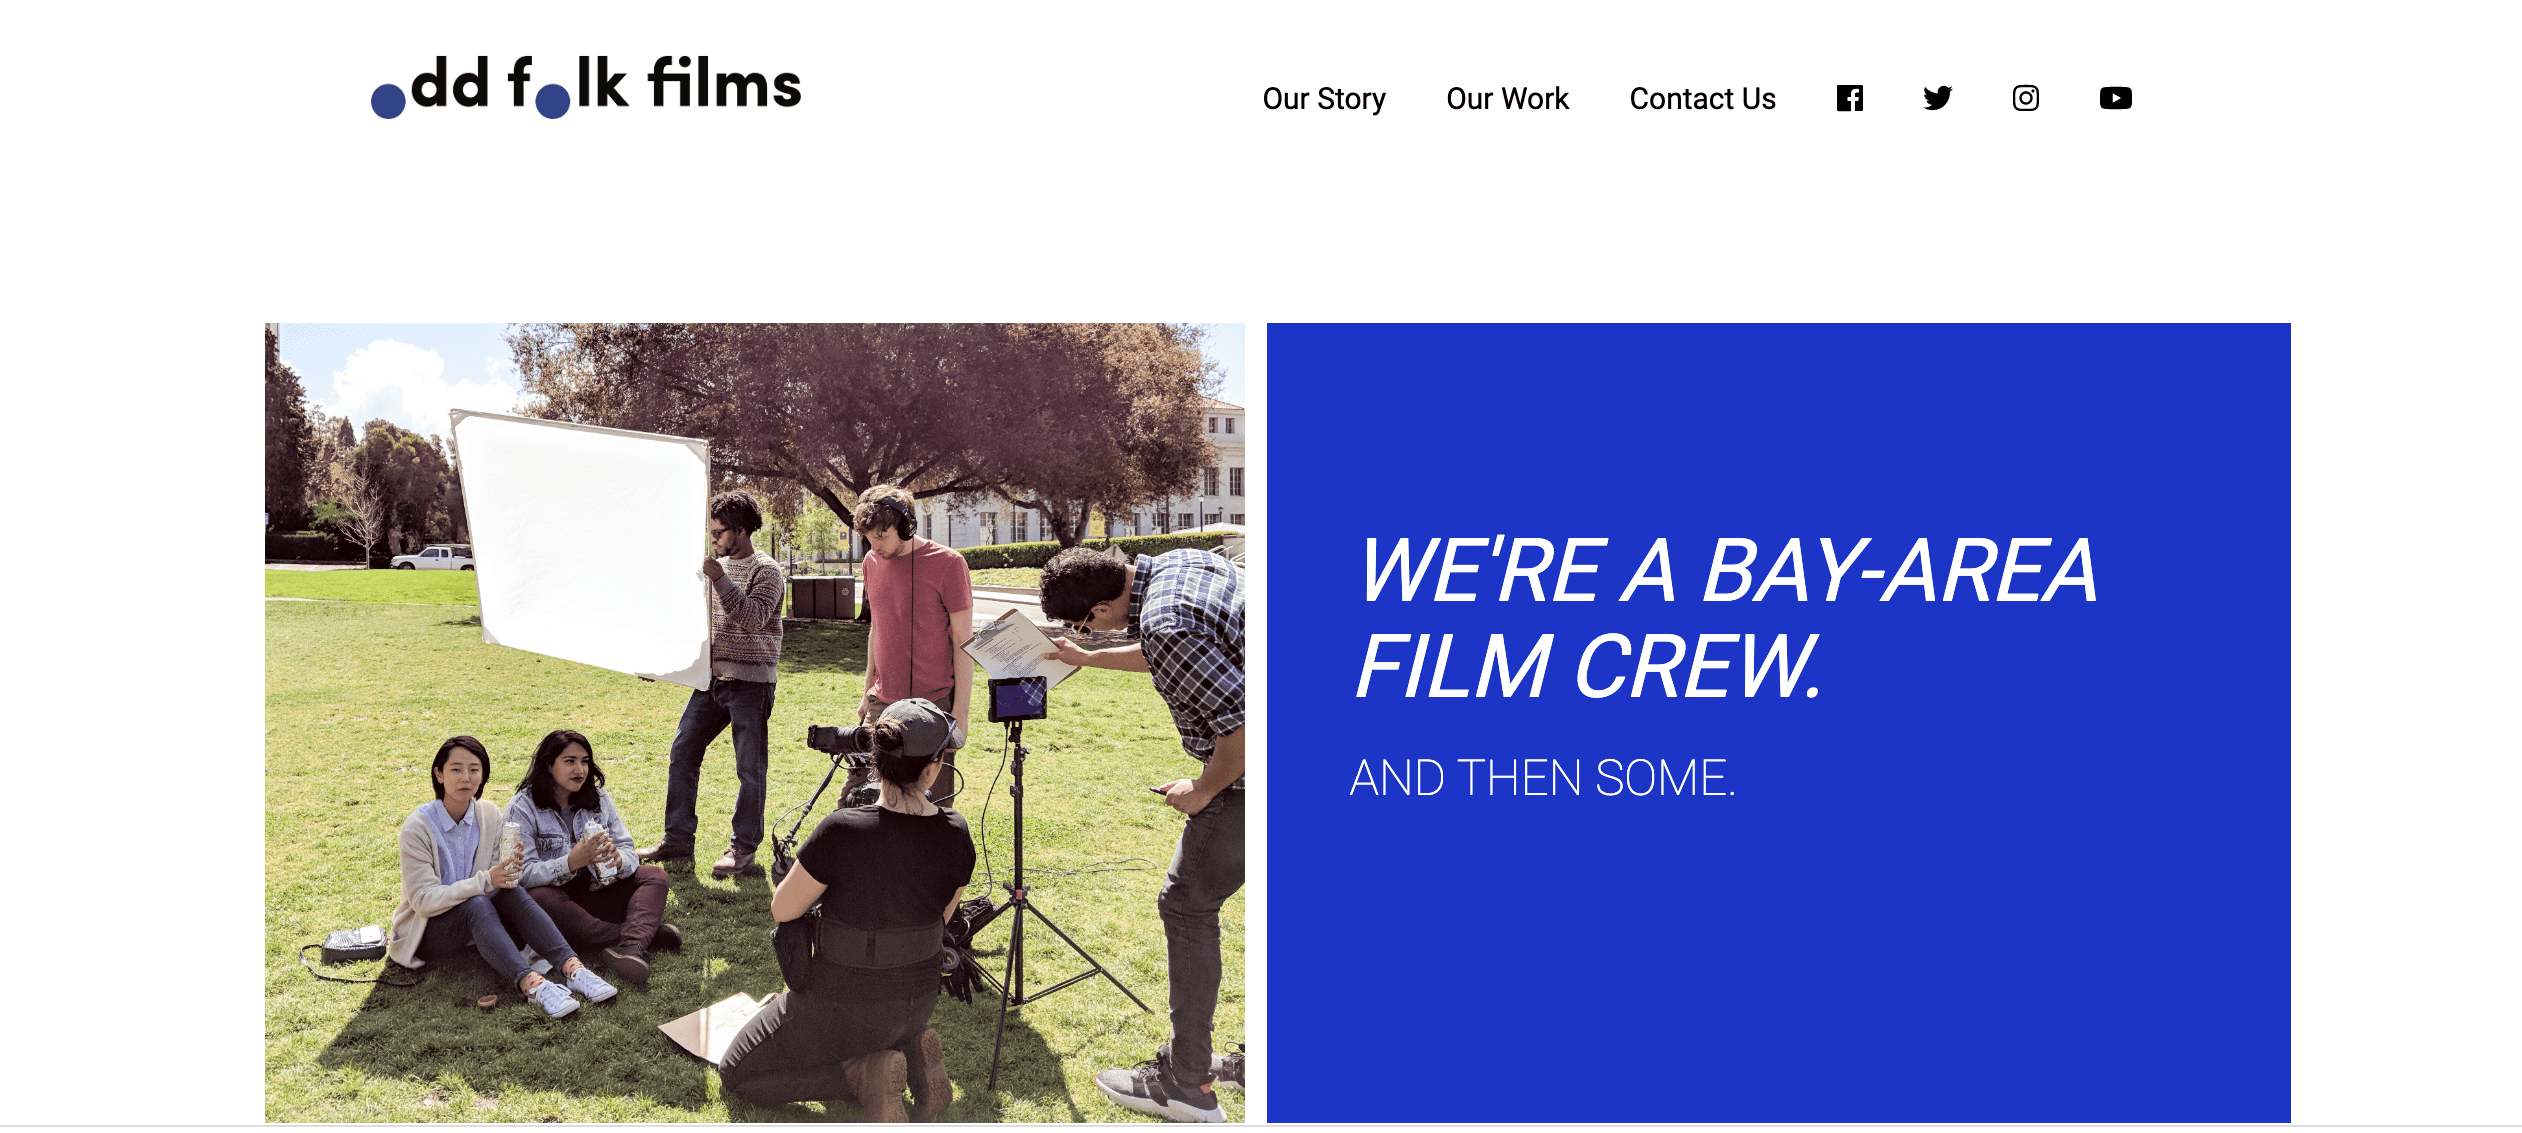 odd folk films
Our Story Our Work Contact Us
WE'RE A BAY-AREA
FILM CREW.
AND THEN SOME.